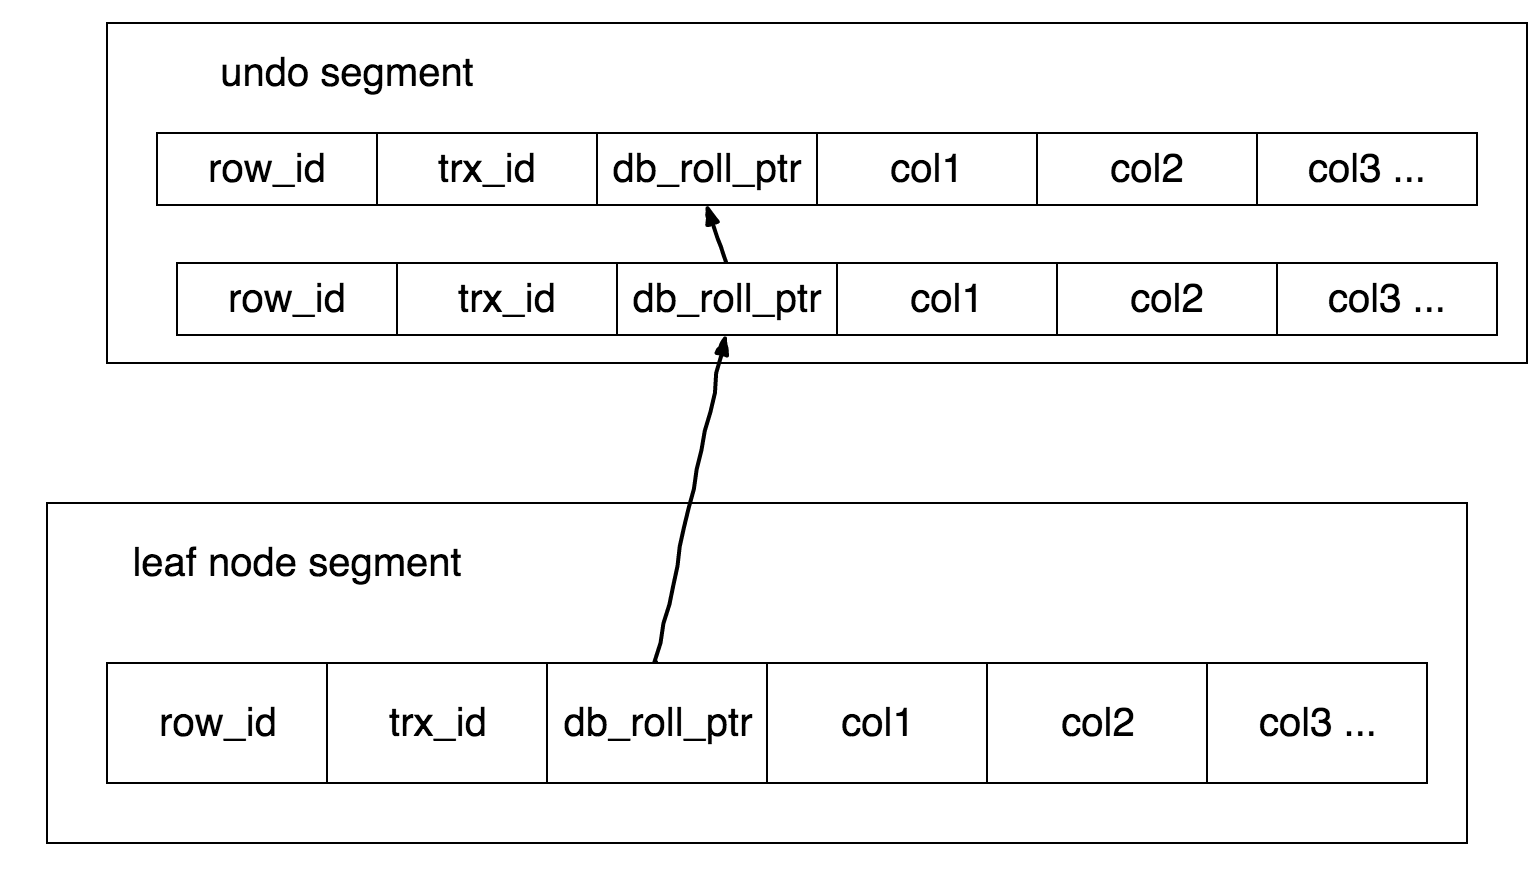 undo segment
row_id trx_id db_roll_ptr col1 col2 col3 ...
row_id trx_id db_roll_ptr col1 col2 col3 ...
leaf node segment
row_id trx_id db_roll_ptr col1 col2 col3 ...